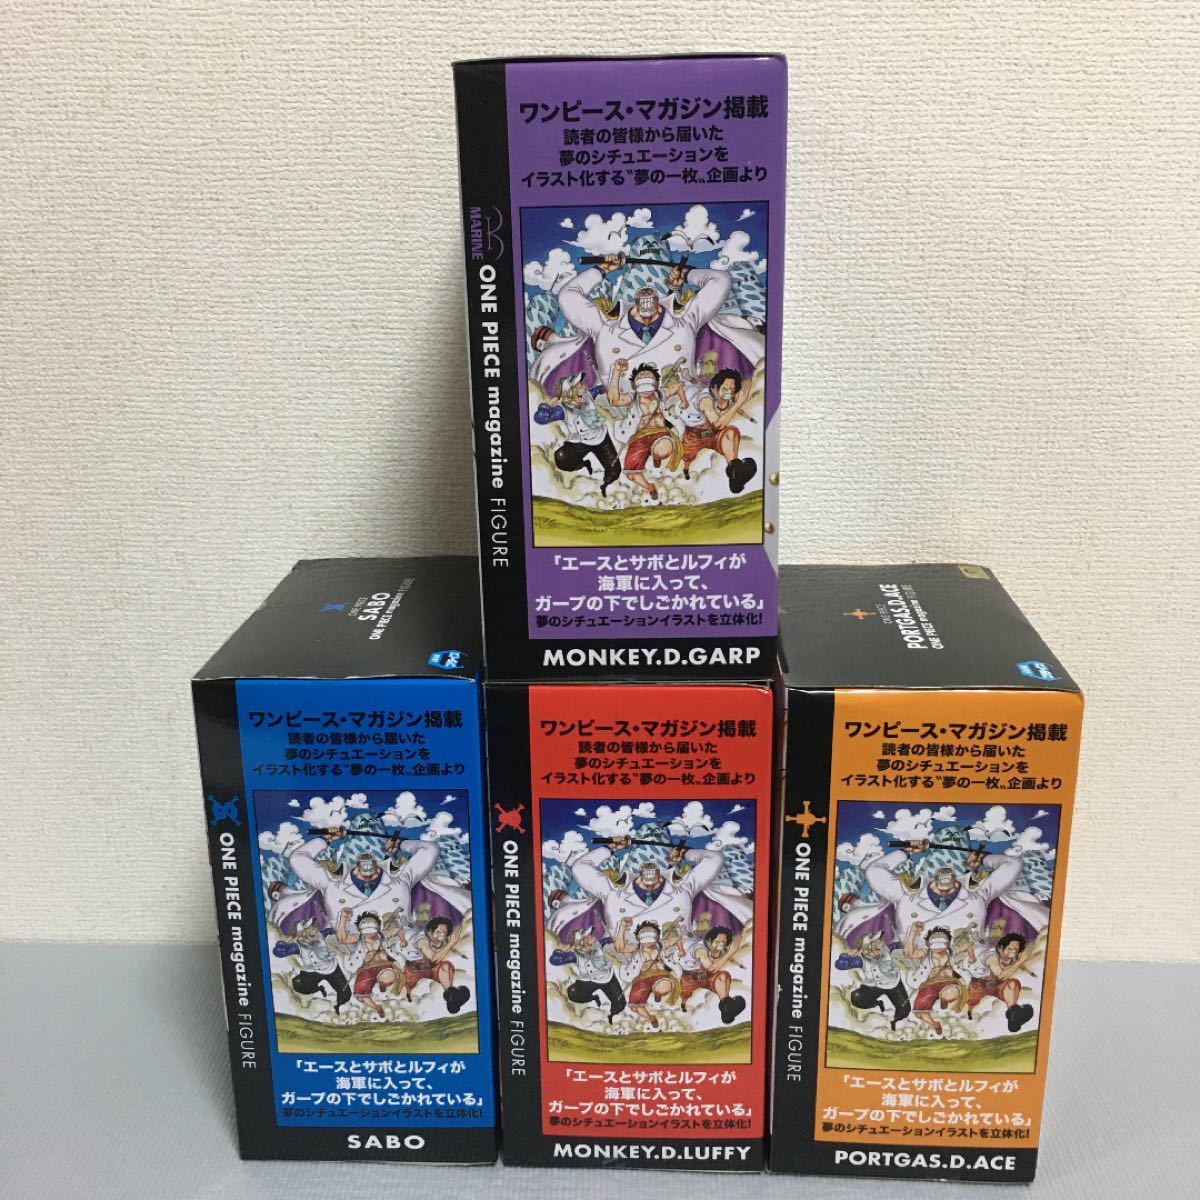 ワンピース・マガジン掲載
読者の皆様から届いた
夢のシチュエーションを
イラスト化する〝夢の一枚〟企画より
MARINE
ONE PIECE magazine FIGURE
「エースとサボとルフィが
海軍に入って、
ガープの下でしごかれている」
夢のシチュエーションイラストを立体化!
MONKEY.D.GARP
ONE PIECE
SABO
ONE PIECE magazine FIGURE
ワンピース・マガジン掲載
読者の皆様から届いた
夢のシチュエーションを
イラスト化する〝夢の一枚〟企画より
ONE PIECE magazine FIGURE
「エースとサボとルフィが
海軍に入って、
ガープの下でしごかれている」
夢のシチュエーションイラストを立体化!
SABO
ワンピース・マガジン掲載
読者の皆様から届いた
夢のシチュエーションを
イラスト化する〝夢の一枚〟企画より
ONE PIECE magazine FIGURE
「エースとサボとルフィが
海軍に入って、
ガープの下でしごかれている」
夢のシチュエーションイラストを立体化!
MONKEY.D.LUFFY
ONE PIECE
PORTGAS.D.ACE
ONE PIECE magazine FIGURE
ワンピース・マガジン掲載
読者の皆様から届いた
夢のシチュエーションを
イラスト化する〝夢の一枚〟企画より
ONE PIECE magazine FIGURE
「エースとサボとルフィが
海軍に入って、
ガープの下でしごかれている」
夢のシチュエーションイラストを立体化!
PORTGAS.D.ACE